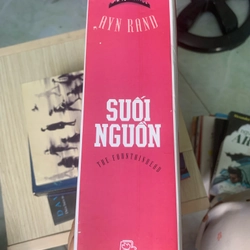 AYN RAND
SUỐI
NGUỒN
THE FOUNTAINHEAD